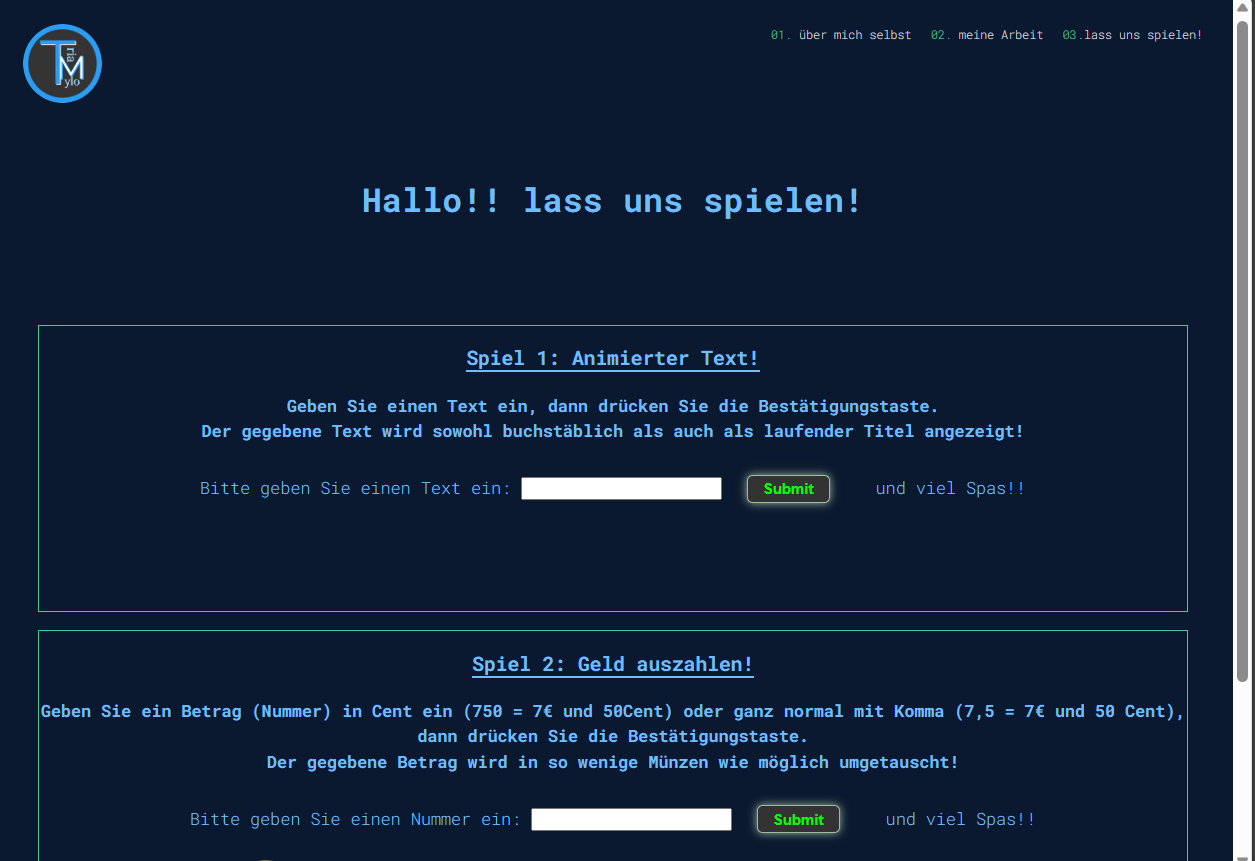 Tria Mylo
01. über mich selbst 02. meine Arbeit 03.lass uns spielen!
Hallo!! lass uns spielen!
Spiel 1: Animierter Text!
Geben Sie einen Text ein, dann drücken Sie die Bestätigungstaste.
Der gegebene Text wird sowohl buchstäblich als auch als laufender Titel angezeigt!
Bitte geben Sie einen Text ein: Submit und viel Spas!!
Spiel 2: Geld auszahlen!
Geben Sie ein Betrag (Nummer) in Cent ein (750 = 7€ und 50Cent) oder ganz normal mit Komma (7,5 = 7€ und 50 Cent),
dann drücken Sie die Bestätigungstaste.
Der gegebene Betrag wird in so wenige Münzen wie möglich umgetauscht!
Bitte geben Sie einen Nummer ein: Submit und viel Spas!!